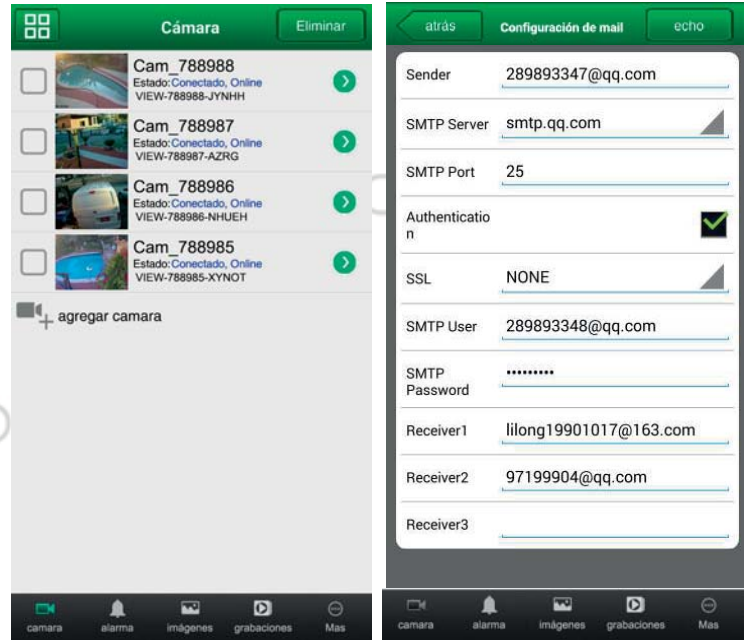 Cámara
Eliminar
Cam_788988
Estado:Conectado, Online
VIEW-788988-JYNHH
Cam_788987
Estado:Conectado, Online
VIEW-788987-AZRG
Cam_788986
Estado:Conectado, Online
VIEW-788986-NHUEH
Cam_788985
Estado:Conectado, Online
VIEW-788985-XYNOT
agregar camara
camara
alarma
imágenes
grabaciones
Mas
atrás
Configuración de mail
echo
Sender
289893347@qq.com
SMTP Server
smtp.qq.com
SMTP Port
25
Authenticatio
n
SSL
NONE
SMTP User
289893348@qq.com
SMTP
Password
•••••••••
Receiver1
lilong19901017@163.com
Receiver2
97199904@qq.com
Receiver3
camara
alarma
imágenes
grabaciones
Mas